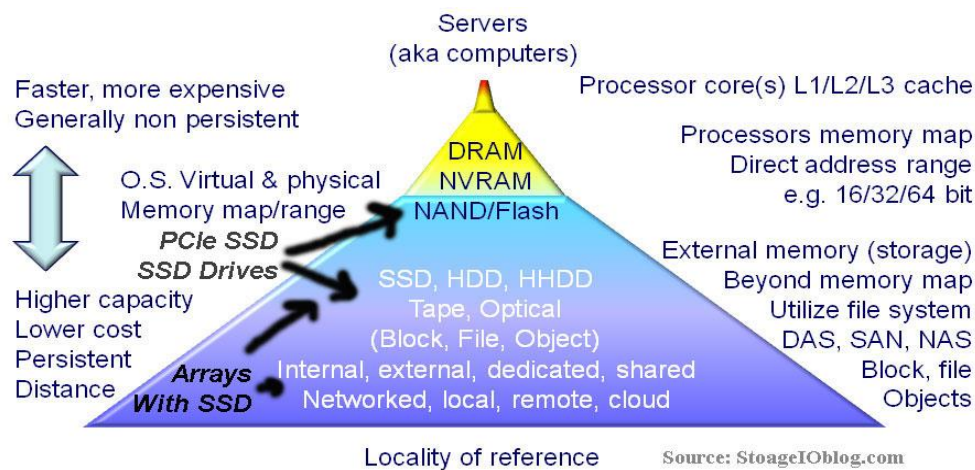 Servers
(aka computers)
Faster, more expensive
Generally non persistent
Processor core(s) L1/L2/L3 cache
DRAM
NVRAM
NAND/Flash
Processors memory map
Direct address range
e.g. 16/32/64 bit
O.S. Virtual & physical
Memory map/range
PCIe SSD
SSD Drives
External memory (storage)
Beyond memory map
Utilize file system
DAS, SAN, NAS
Block, file
Objects
SSD, HDD, HHDD
Tape, Optical
(Block, File, Object)
Internal, external, dedicated, shared
Networked, local, remote, cloud
Higher capacity
Lower cost
Persistent
Distance
Arrays
With SSD
Locality of reference
Source: StoageIOblog.com